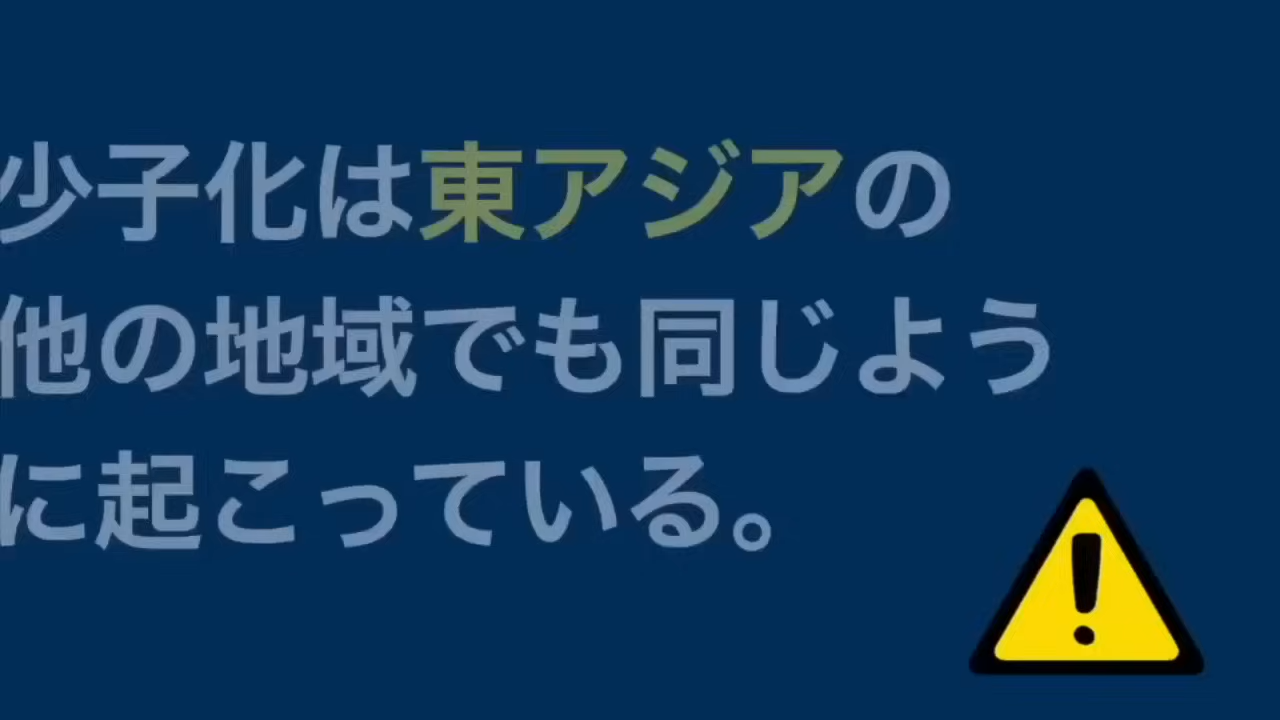 少子化は東アジアの
他の地域でも同じよう
に起こっている。